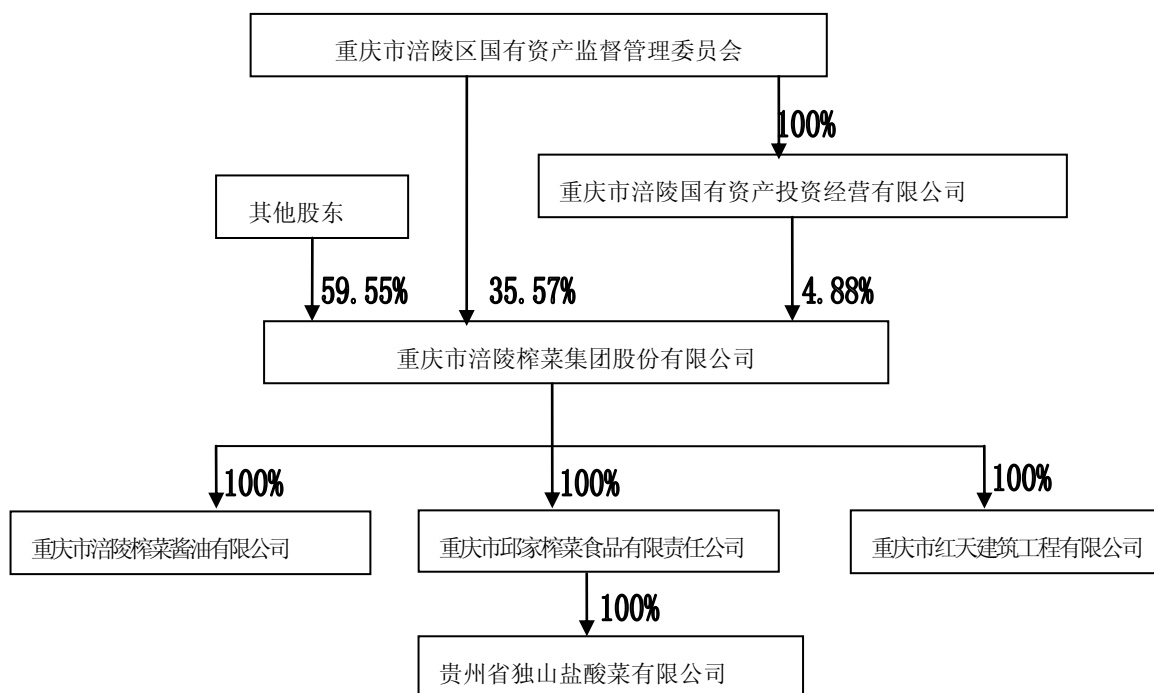 重庆市涪陵区国有资产监督管理委员会
100%
重庆市涪陵国有资产投资经营有限公司
其他股东
59.55%
35.57%
4.88%
重庆市涪陵榨菜集团股份有限公司
100%
100%
100%
重庆市涪陵榨菜酱油有限公司
重庆市邱家榨菜食品有限责任公司
重庆市红天建筑工程有限公司
100%
贵州省独山盐酸菜有限公司